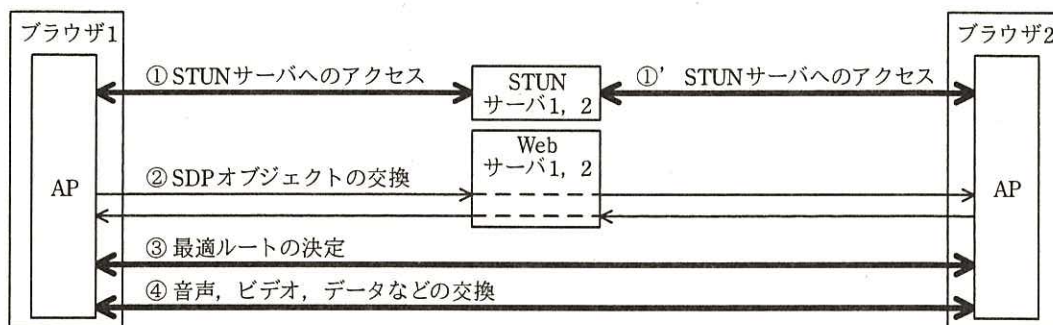 ブラウザ1
ブラウザ2
①STUNサーバへのアクセス
STUN
サーバ1，2
①’ STUNサーバへのアクセス
Web
サーバ1，2
AP
②SDPオブジェクトの交換
AP
③最適ルートの決定
④音声，ビデオ，データなどの交換